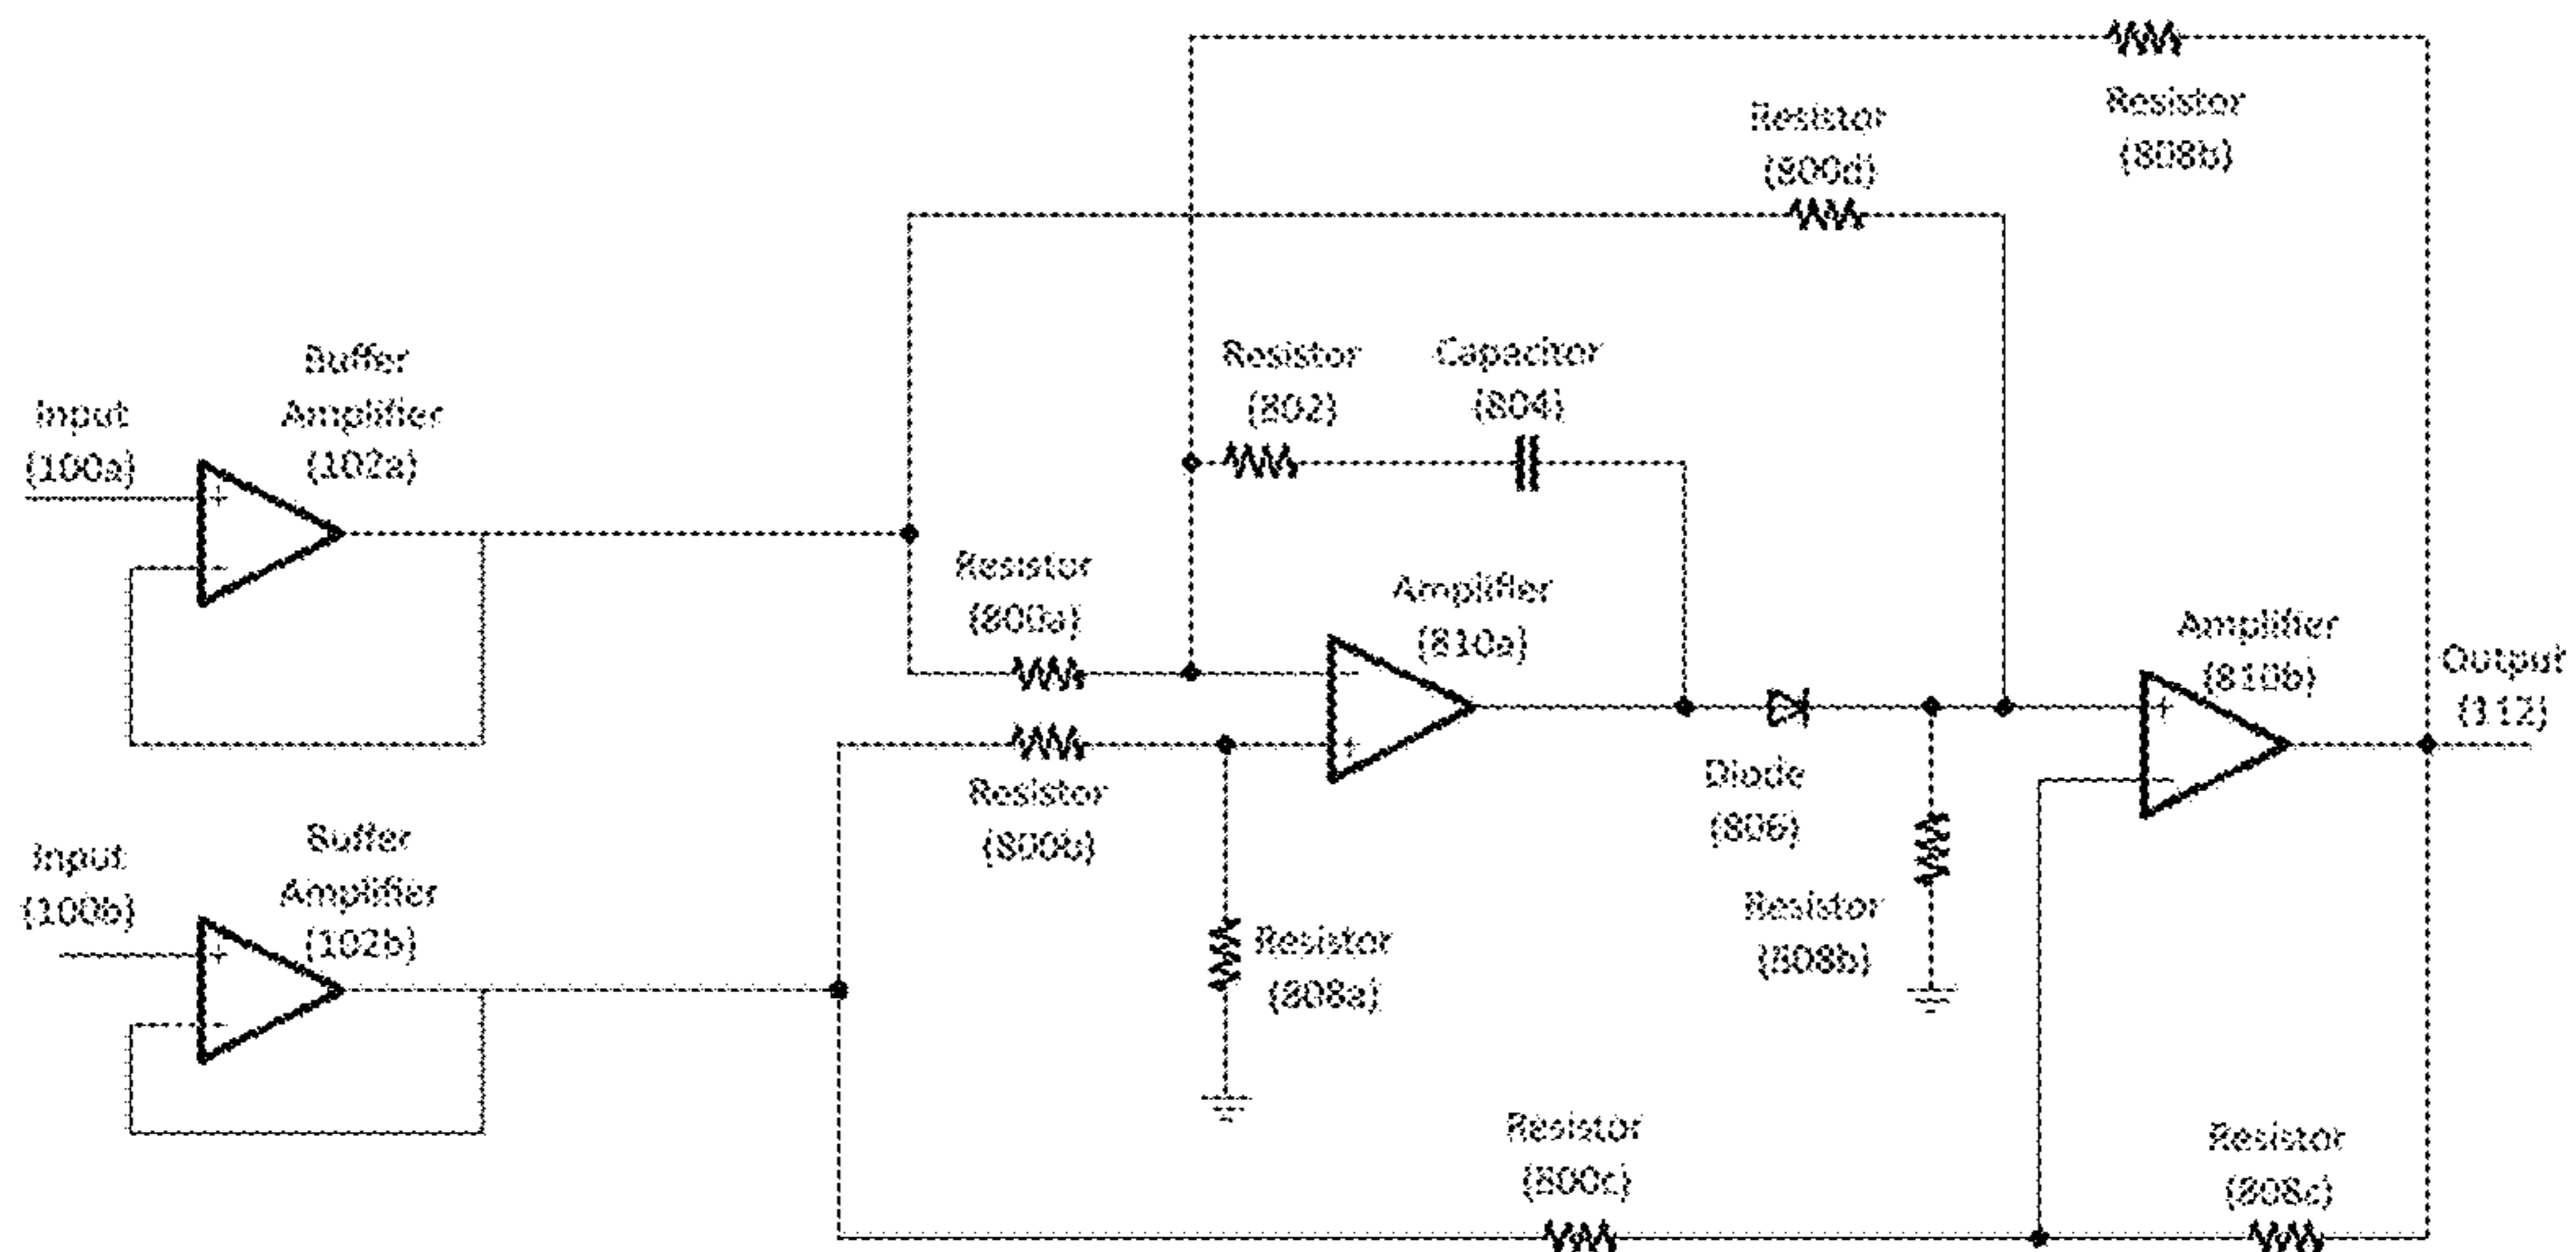 Resistor
(808b)
Resistor
(800d)
Resistor
(802)
Capacitor
(804)
Buffer
Amplifier
(102a)
Input
(100a)
+
-
Resistor
(800a)
Amplifier
(810a)
-
+
Resistor
(800b)
Amplifier
(810b)
+
-
Output
(112)
Diode
(806)
Resistor
(808b)
Buffer
Amplifier
(102b)
Input
(100b)
+
-
Resistor
(808a)
Resistor
(800c)
Resistor
(808c)